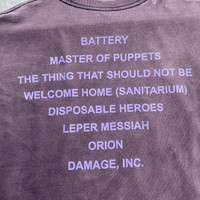 BATTERY
MASTER OF PUPPETS
THE THING THAT SHOULD NOT BE
WELCOME HOME (SANITARIUM)
DISPOSABLE HEROES
LEPER MESSIAH
ORION
DAMAGE, INC.